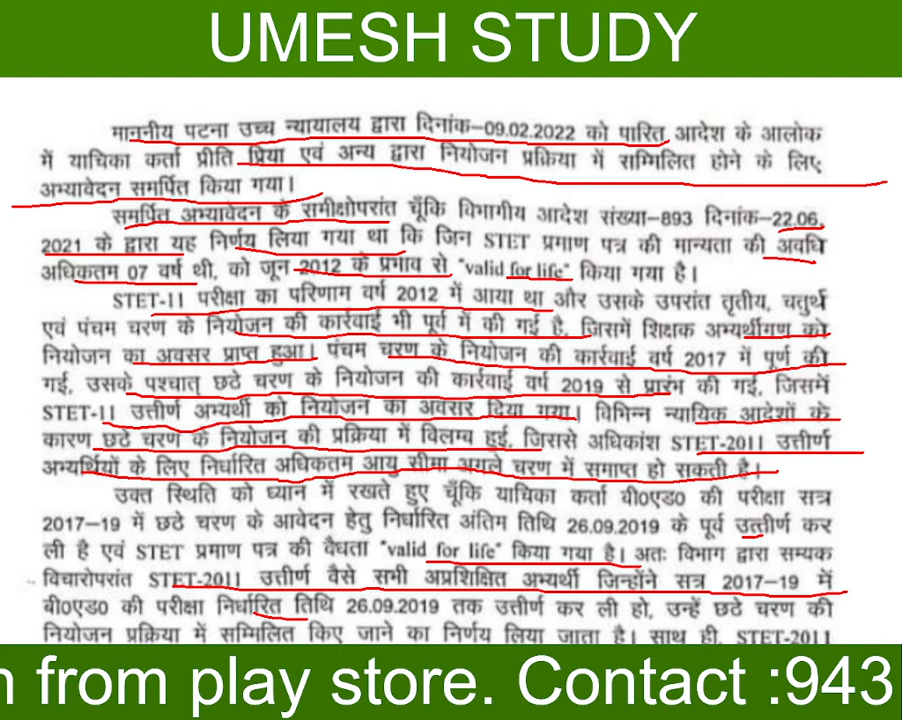 UMESH STUDY
माननीय पटना उच्च न्यायालय द्वारा दिनांक–09.02.2022 को पारित आदेश के आलोक
में याचिका कर्ता प्रीति प्रिया एवं अन्य द्वारा नियोजन प्रक्रिया में सम्मिलित होने के लिए
अभ्यावेदन समर्पित किया गया।
समर्पित अभ्यावेदन के समीक्षोपरांत चूँकि विभागीय आदेश संख्या–893 दिनांक–22.06.
2021 के द्वारा यह निर्णय लिया गया था कि जिन STET प्रमाण पत्र की मान्यता की अवधि
अधिकतम 07 वर्ष थी, को जून 2012 के प्रभाव से "valid for life" किया गया है।
STET-11 परीक्षा का परिणाम वर्ष 2012 में आया था और उसके उपरांत तृतीय, चतुर्थ
एवं पंचम चरण के नियोजन की कार्रवाई भी पूर्व में की गई है, जिसमें शिक्षक अभ्यर्थीगण को
नियोजन का अवसर प्राप्त हुआ। पंचम चरण के नियोजन की कार्रवाई वर्ष 2017 में पूर्ण की
गई, उसके पश्चात् छठे चरण के नियोजन की कार्रवाई वर्ष 2019 से प्रारंभ की गई, जिसमें
STET-11 उत्तीर्ण अभ्यर्थी को नियोजन का अवसर दिया गया। विभिन्न न्यायिक आदेशों के
कारण छठे चरण के नियोजन की प्रक्रिया में विलम्ब हुई, जिससे अधिकांश STET-2011 उत्तीर्ण
अभ्यर्थियों के लिए निर्धारित अधिकतम आयु सीमा अगले चरण में समाप्त हो सकती है।
उक्त स्थिति को ध्यान में रखते हुए चूँकि याचिका कर्ता बी०एड० की परीक्षा सत्र
2017–19 में छठे चरण के आवेदन हेतु निर्धारित अंतिम तिथि 26.09.2019 के पूर्व उत्तीर्ण कर
ली है एवं STET प्रमाण पत्र की वैधता "valid for life" किया गया है। अतः विभाग द्वारा सम्यक
विचारोपरांत STET-2011 उत्तीर्ण वैसे सभी अप्रशिक्षित अभ्यर्थी जिन्होंने सत्र 2017–19 में
बी०एड० की परीक्षा निर्धारित तिथि 26.09.2019 तक उत्तीर्ण कर ली हो, उन्हें छठे चरण की
नियोजन प्रक्रिया में सम्मिलित किए जाने का निर्णय लिया जाता है। साथ ही, STET-2011
from play store. Contact :943